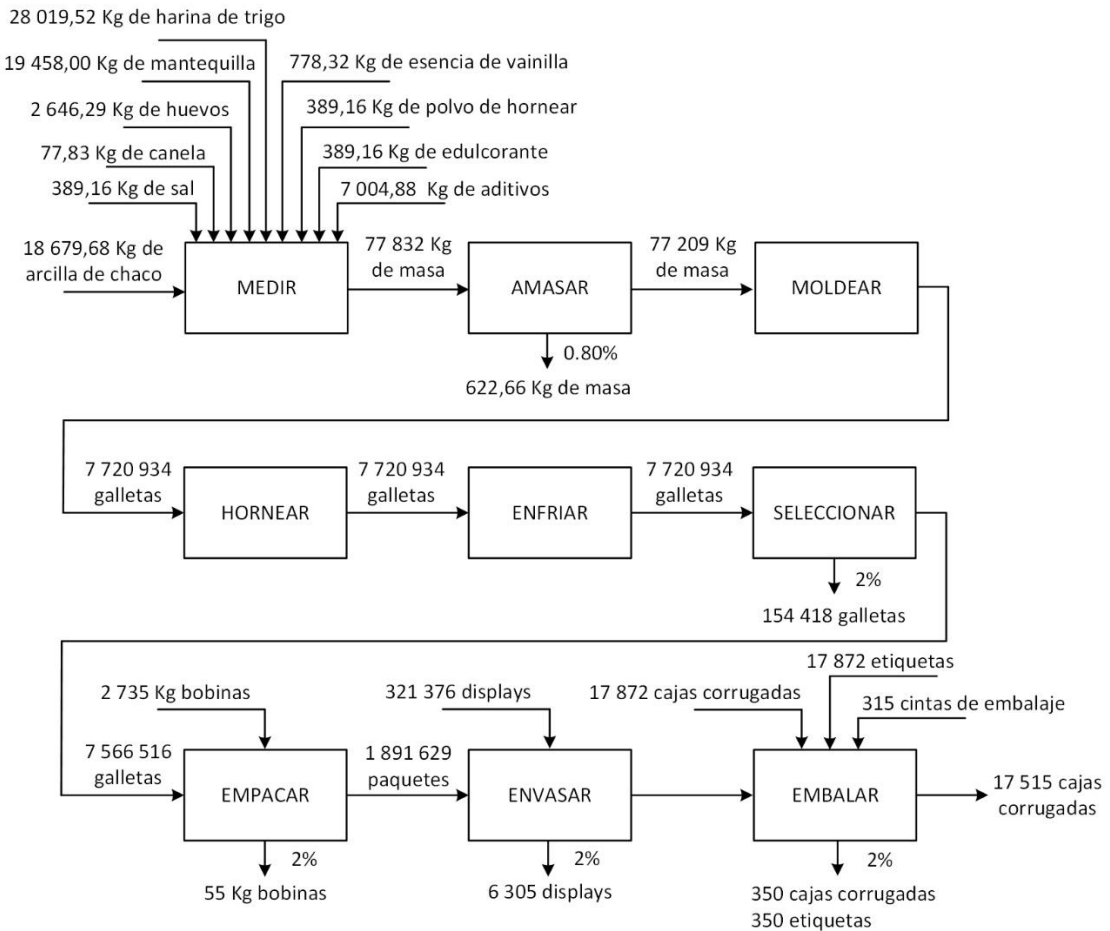 28 019,52 Kg de harina de trigo
19 458,00 Kg de mantequilla
778,32 Kg de esencia de vainilla
2 646,29 Kg de huevos
389,16 Kg de polvo de hornear
77,83 Kg de canela
389,16 Kg de edulcorante
389,16 Kg de sal
7 004,88 Kg de aditivos
18 679,68 Kg de
arcilla de chaco
MEDIR
77 832 Kg
de masa
AMASAR
77 209 Kg
de masa
MOLDEAR
0.80%
622,66 Kg de masa
7 720 934
galletas
HORNEAR
7 720 934
galletas
ENFRIAR
7 720 934
galletas
SELECCIONAR
2%
154 418 galletas
2 735 Kg bobinas
321 376 displays
17 872 cajas corrugadas
17 872 etiquetas
315 cintas de embalaje
7 566 516
galletas
EMPACAR
1 891 629
paquetes
ENVASAR
EMBALAR
17 515 cajas
corrugadas
2%
55 Kg bobinas
2%
6 305 displays
2%
350 cajas corrugadas
350 etiquetas